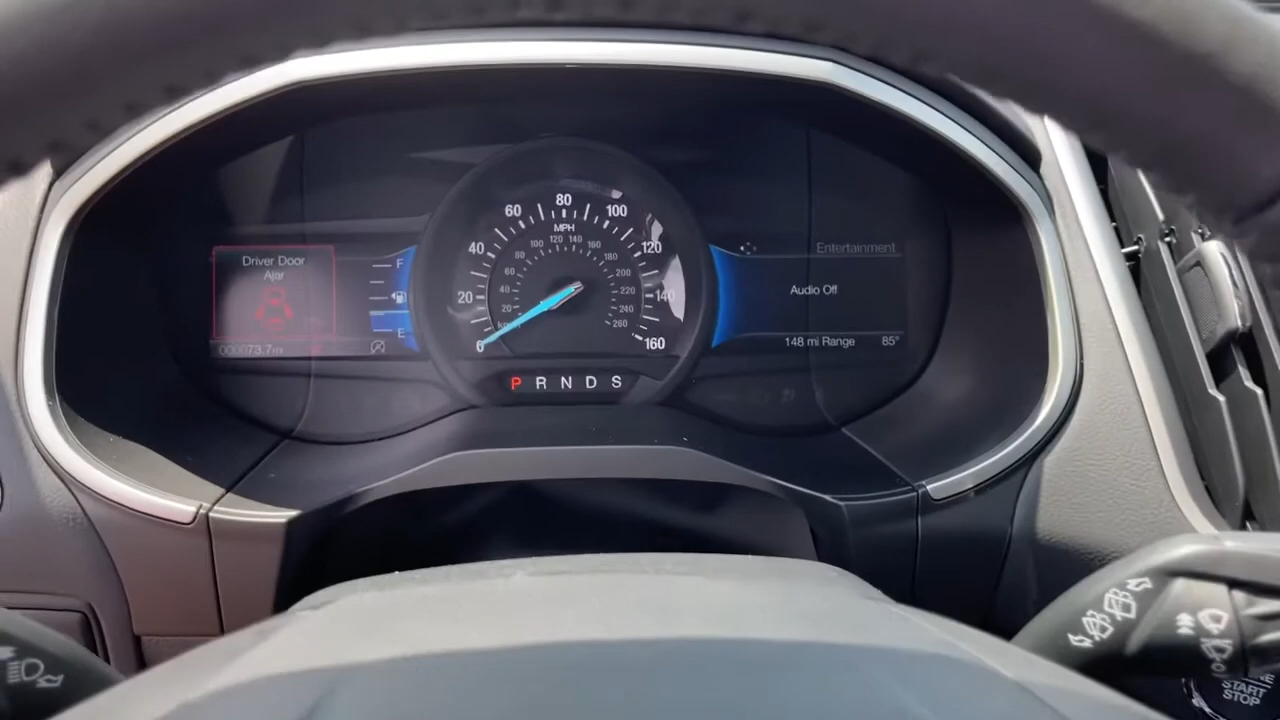 Driver Door
Ajar
000073.7mi
F
E
0
20
40
60
80
100
120
140
160
MPH
km/h
20
40
60
80
100
120
140
160
180
200
220
240
260
P R N D S
Entertainment
Audio Off
148 mi Range 85°
START
STOP